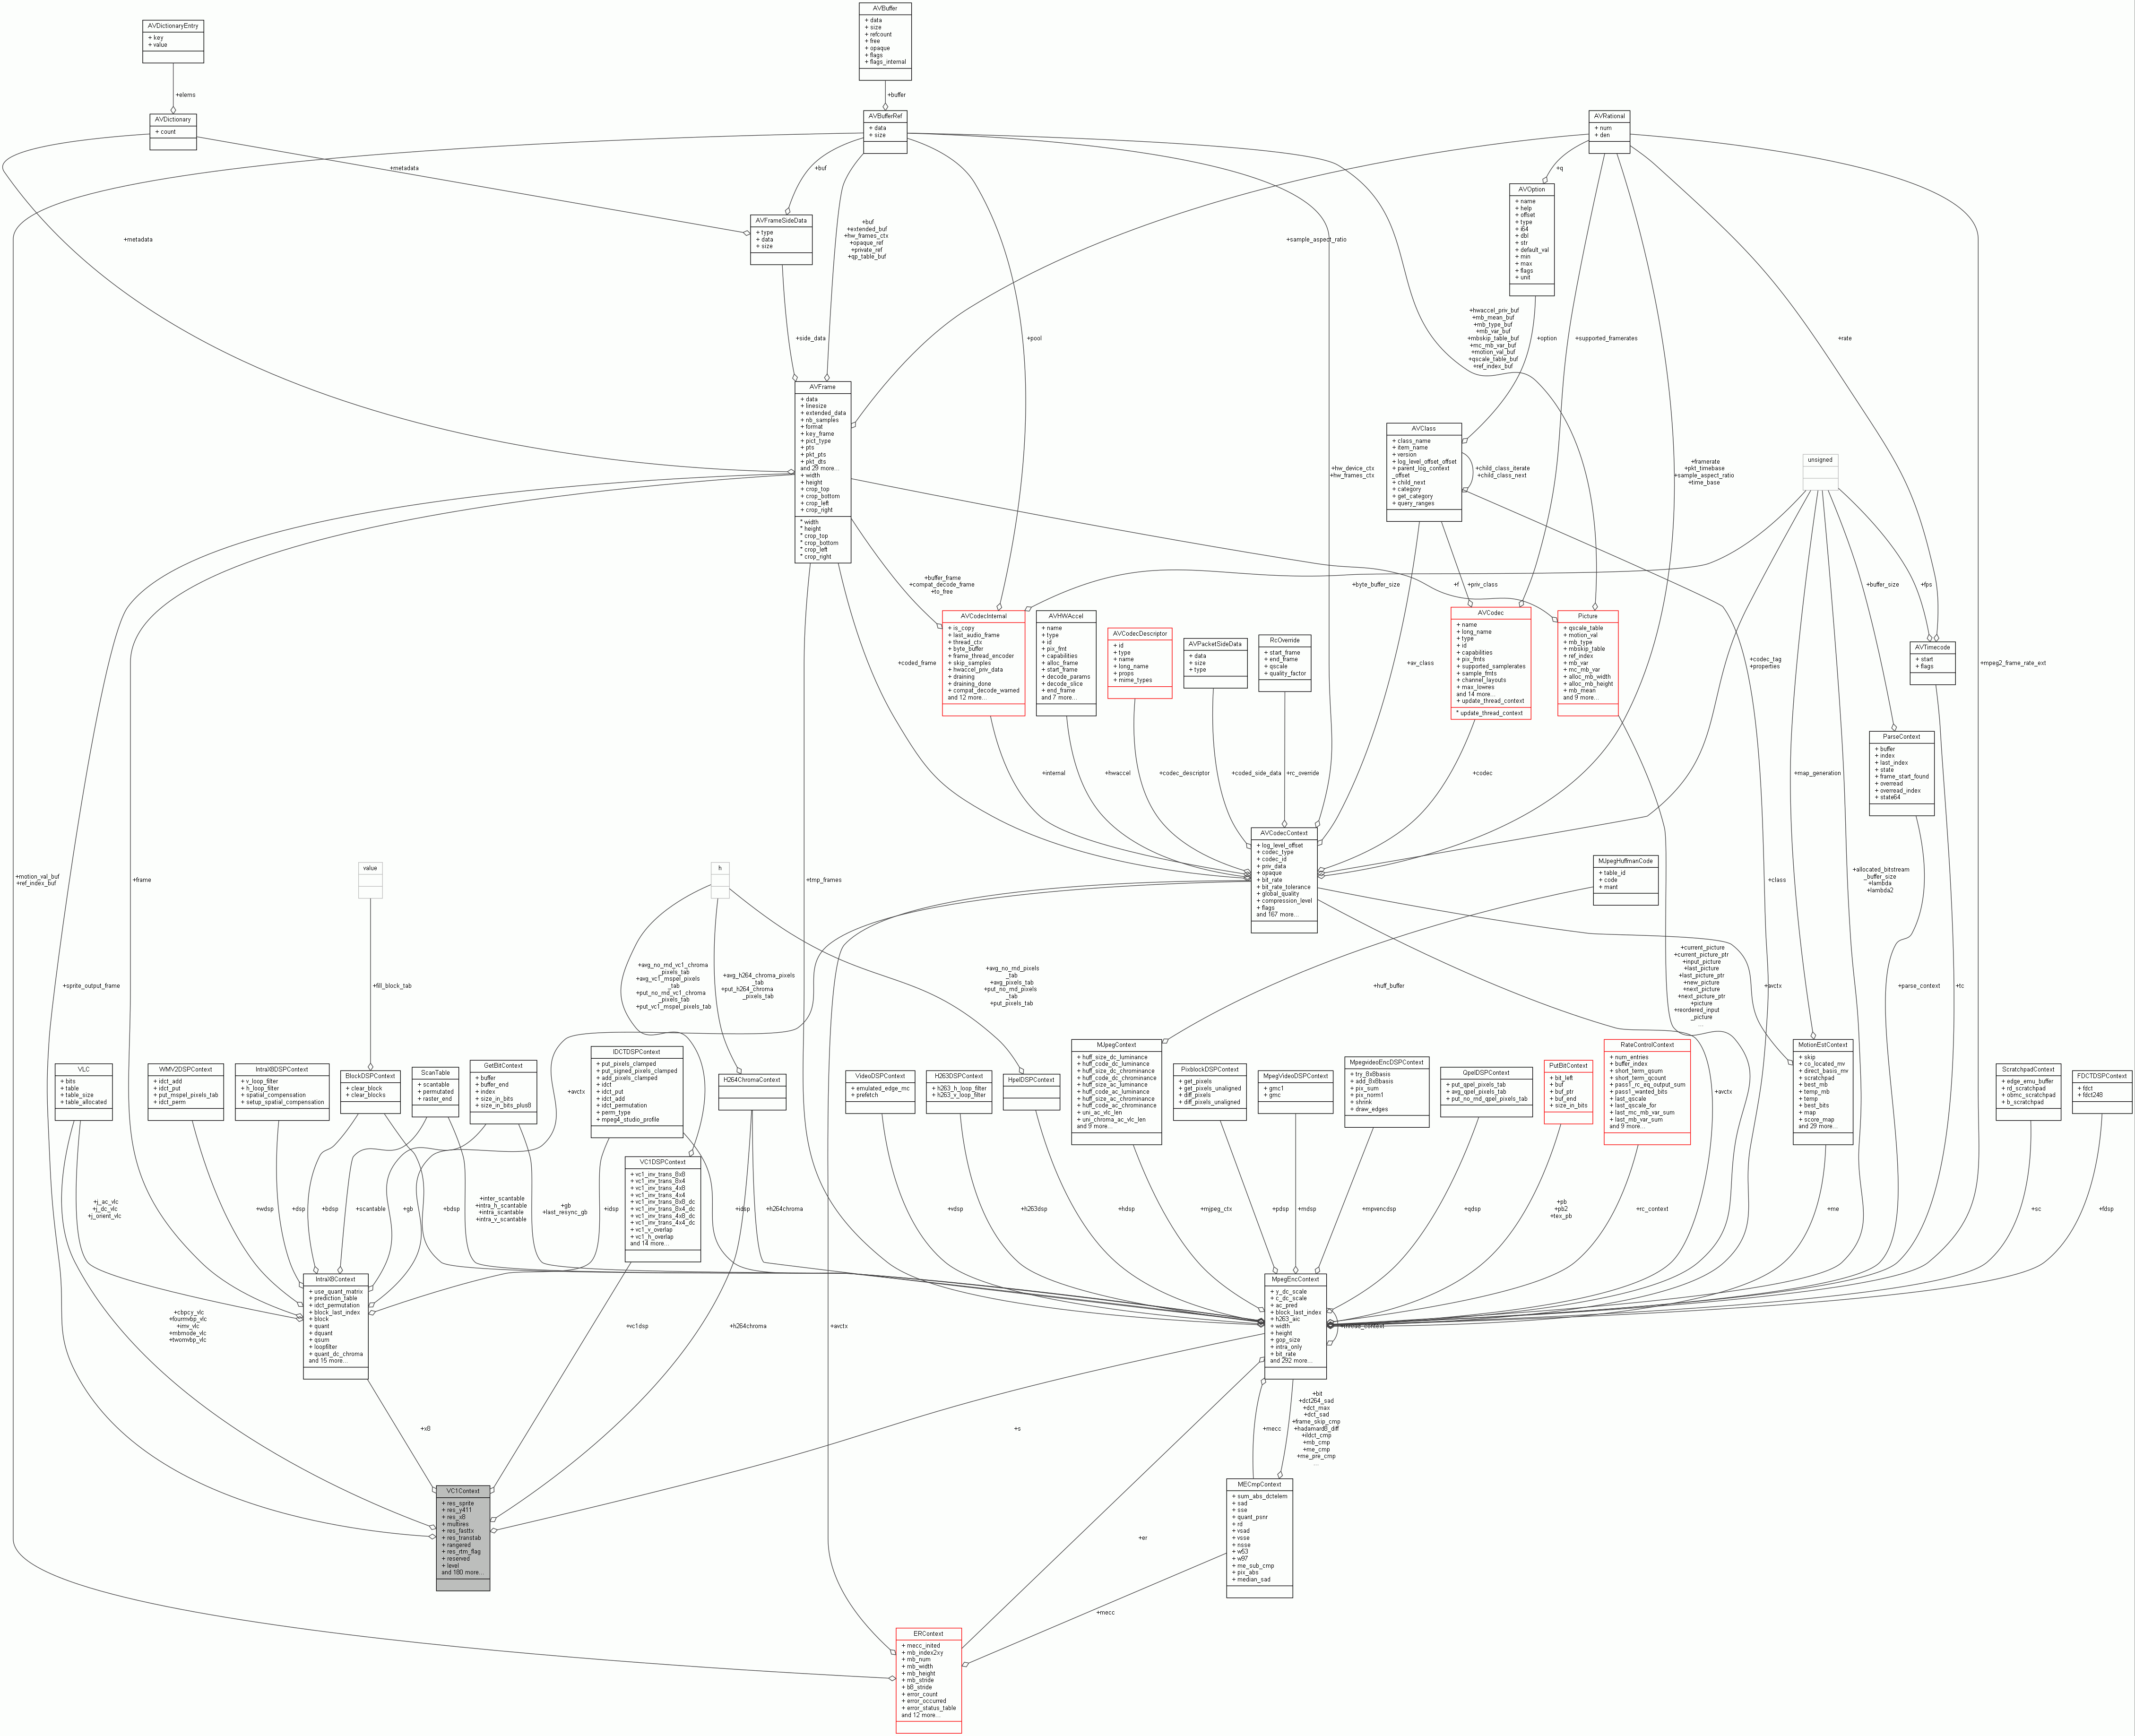 AVBuffer
+ data
+ size
+ refcount
+ free
+ opaque
+ flags
+ flags_internal
AVDictionaryEntry
+ key
+ value
+elems
+buffer
AVDictionary
+ count
AVBufferRef
+ data
+ size
AVRational
+ num
+ den
+metadata
+buf
+q
AVOption
+ name
+ help
+ offset
+ type
+ i64
+ dbl
+ str
+ default_val
+ min
+ max
+ flags
+ unit
AVFrameSideData
+ type
+ data
+ size
+buf
+extended_buf
+hw_frames_ctx
+opaque_ref
+private_ref
+qp_table_buf
+metadata
+sample_aspect_ratio
+side_data
+pool
+hwaccel_priv_buf
+mb_mean_buf
+mb_type_buf
+mb_var_buf
+mbskip_table_buf
+mc_mb_var_buf
+motion_val_buf
+qscale_table_buf
+ref_index_buf
+option
+supported_framerates
+rate
AVFrame
+ data
+ linesize
+ extended_data
+ nb_samples
+ format
+ key_frame
+ pict_type
+ pts
+ pkt_pts
+ pkt_dts
and 29 more...
+ width
+ height
+ crop_top
+ crop_bottom
+ crop_left
+ crop_right
* width
* height
* crop_top
* crop_bottom
* crop_left
* crop_right
AVClass
+ class_name
+ item_name
+ version
+ log_level_offset_offset
+ parent_log_context
_offset
+ child_next
+ category
+ get_category
+ query_ranges
+child_class_iterate
+child_class_next
+hw_device_ctx
+hw_frames_ctx
+framerate
+pkt_timebase
+sample_aspect_ratio
+time_base
unsigned
+buffer_frame
+compat_decode_frame
+to_free
+byte_buffer_size
+f
+priv_class
+buffer_size
+fps
AVCodecInternal
+ is_copy
+ last_audio_frame
+ thread_ctx
+ byte_buffer
+ frame_thread_encoder
+ skip_samples
+ hwaccel_priv_data
+ draining
+ draining_done
+ compat_decode_warned
and 12 more...
AVHWAccel
+ name
+ type
+ id
+ pix_fmt
+ capabilities
+ alloc_frame
+ start_frame
+ decode_params
+ decode_slice
+ end_frame
and 7 more...
AVCodecDescriptor
+ id
+ type
+ name
+ long_name
+ props
+ mime_types
AVPacketSideData
+ data
+ size
+ type
RcOverride
+ start_frame
+ end_frame
+ qscale
+ quality_factor
AVCodec
+ name
+ long_name
+ type
+ id
+ capabilities
+ pix_fmts
+ supported_samplerates
+ sample_fmts
+ channel_layouts
+ max_lowres
and 14 more...
+ update_thread_context
* update_thread_context
Picture
+ qscale_table
+ motion_val
+ mb_type
+ mbskip_table
+ ref_index
+ mb_var
+ mc_mb_var
+ alloc_mb_width
+ alloc_mb_height
+ mb_mean
and 9 more...
AVTimecode
+ start
+ flags
+coded_frame
+av_class
+codec_tag
+properties
+mpeg2_frame_rate_ext
ParseContext
+ buffer
+ index
+ last_index
+ state
+ frame_start_found
+ overread
+ overread_index
+ state64
+internal
+hwaccel
+codec_descriptor
+coded_side_data
+rc_override
+codec
+map_generation
AVCodecContext
+ log_level_offset
+ codec_type
+ codec_id
+ priv_data
+ opaque
+ bit_rate
+ bit_rate_tolerance
+ global_quality
+ compression_level
+ flags
and 167 more...
MJpegHuffmanCode
+ table_id
+ code
+ mant
value
h
+motion_val_buf
+ref_index_buf
+frame
+tmp_frames
+class
+allocated_bitstream
_buffer_size
+lambda
+lambda2
+sprite_output_frame
+fill_block_tab
+avg_no_rnd_vc1_chroma
_pixels_tab
+avg_vc1_mspel_pixels
_tab
+put_no_rnd_vc1_chroma
_pixels_tab
+put_vc1_mspel_pixels_tab
+avg_h264_chroma_pixels
_tab
+put_h264_chroma
_pixels_tab
+avg_no_rnd_pixels
_tab
+avg_pixels_tab
+put_no_rnd_pixels
_tab
+put_pixels_tab
+huff_buffer
+current_picture
+current_picture_ptr
+input_picture
+last_picture
+last_picture_ptr
+new_picture
+next_picture
+next_picture_ptr
+picture
+reordered_input
_picture
...
+avctx
+parse_context
+tc
VLC
+ bits
+ table
+ table_size
+ table_allocated
WMV2DSPContext
+ idct_add
+ idct_put
+ put_mspel_pixels_tab
+ idct_perm
IntraX8DSPContext
+ v_loop_filter
+ h_loop_filter
+ spatial_compensation
+ setup_spatial_compensation
BlockDSPContext
+ clear_block
+ clear_blocks
ScanTable
+ scantable
+ permutated
+ raster_end
GetBitContext
+ buffer
+ buffer_end
+ index
+ size_in_bits
+ size_in_bits_plus8
+avctx
IDCTDSPContext
+ put_pixels_clamped
+ put_signed_pixels_clamped
+ add_pixels_clamped
+ idct
+ idct_put
+ idct_add
+ idct_permutation
+ perm_type
+ mpeg4_studio_profile
H264ChromaContext
VideoDSPContext
+ emulated_edge_mc
+ prefetch
H263DSPContext
+ h263_h_loop_filter
+ h263_v_loop_filter
HpelDSPContext
MJpegContext
+ huff_size_dc_luminance
+ huff_code_dc_luminance
+ huff_size_dc_chrominance
+ huff_code_dc_chrominance
+ huff_size_ac_luminance
+ huff_code_ac_luminance
+ huff_size_ac_chrominance
+ huff_code_ac_chrominance
+ uni_ac_vlc_len
+ uni_chroma_ac_vlc_len
and 9 more...
PixblockDSPContext
+ get_pixels
+ get_pixels_unaligned
+ diff_pixels
+ diff_pixels_unaligned
MpegVideoDSPContext
+ gmc1
+ gmc
MpegvideoEncDSPContext
+ try_8x8basis
+ add_8x8basis
+ pix_sum
+ pix_norm1
+ shrink
+ draw_edges
QpelDSPContext
+ put_qpel_pixels_tab
+ avg_qpel_pixels_tab
+ put_no_rnd_qpel_pixels_tab
PutBitContext
+ bit_left
+ buf
+ buf_ptr
+ buf_end
+ size_in_bits
RateControlContext
+ num_entries
+ buffer_index
+ short_term_qsum
+ short_term_qcount
+ pass1_rc_eq_output_sum
+ pass1_wanted_bits
+ last_qscale
+ last_qscale_for
+ last_mc_mb_var_sum
+ last_mb_var_sum
and 9 more...
+avctx
MotionEstContext
+ skip
+ co_located_mv
+ direct_basis_mv
+ scratchpad
+ best_mb
+ temp_mb
+ temp
+ best_bits
+ map
+ score_map
and 29 more...
ScratchpadContext
+ edge_emu_buffer
+ rd_scratchpad
+ obmc_scratchpad
+ b_scratchpad
FDCTDSPContext
+ fdct
+ fdct248
VC1DSPContext
+ vc1_inv_trans_8x8
+ vc1_inv_trans_8x4
+ vc1_inv_trans_4x8
+ vc1_inv_trans_4x4
+ vc1_inv_trans_8x8_dc
+ vc1_inv_trans_8x4_dc
+ vc1_inv_trans_4x8_dc
+ vc1_inv_trans_4x4_dc
+ vc1_v_overlap
+ vc1_h_overlap
and 14 more...
+j_ac_vlc
+j_dc_vlc
+j_orient_vlc
+wdsp
+dsp
+bdsp
+scantable
+gb
+bdsp
+inter_scantable
+intra_h_scantable
+intra_scantable
+intra_v_scantable
+gb
+last_resync_gb
+idsp
+idsp
+h264chroma
+vdsp
+h263dsp
+hdsp
+mjpeg_ctx
+pdsp
+mdsp
+mpvencdsp
+qdsp
+pb
+pb2
+tex_pb
+rc_context
+me
+sc
+fdsp
IntraX8Context
+ use_quant_matrix
+ prediction_table
+ idct_permutation
+ block_last_index
+ block
+ quant
+ dquant
+ qsum
+ loopfilter
+ quant_dc_chroma
and 15 more...
MpegEncContext
+ y_dc_scale
+ c_dc_scale
+ ac_pred
+ block_last_index
+ h263_aic
+ width
+ height
+ gop_size
+ intra_only
+ bit_rate
and 292 more...
+thread_context
+cbpcy_vlc
+fourmvbp_vlc
+imv_vlc
+mbmode_vlc
+twomvbp_vlc
+vc1dsp
+h264chroma
+avctx
+x8
+s
+mecc
+bit
+dct264_sad
+dct_max
+dct_sad
+frame_skip_cmp
+hadamard8_diff
+ildct_cmp
+mb_cmp
+me_cmp
+me_pre_cmp
...
VC1Context
+ res_sprite
+ res_y411
+ res_x8
+ multires
+ res_fasttx
+ res_transtab
+ rangered
+ res_rtm_flag
+ reserved
+ level
and 180 more...
MECmpContext
+ sum_abs_dctelem
+ sad
+ sse
+ quant_psnr
+ rd
+ vsad
+ vsse
+ nsse
+ w53
+ w97
+ me_sub_cmp
+ pix_abs
+ median_sad
+er
+mecc
ERContext
+ mecc_inited
+ mb_index2xy
+ mb_num
+ mb_width
+ mb_height
+ mb_stride
+ b8_stride
+ error_count
+ error_occurred
+ error_status_table
and 12 more...